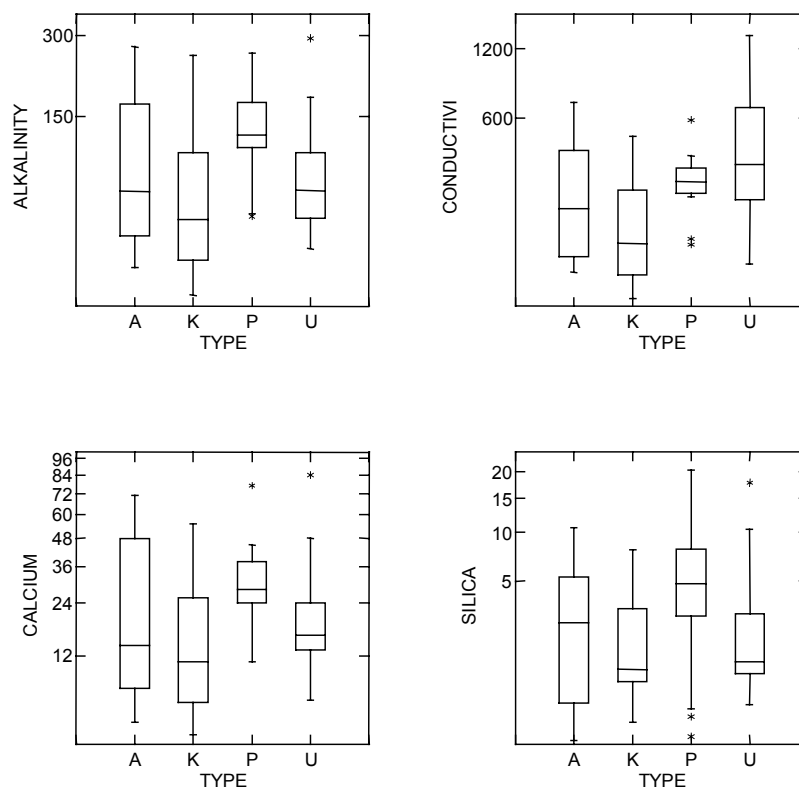 300
150
ALKALINITY
A K P U
TYPE
1200
600
CONDUCTIVI
A K P U
TYPE
96
84
72
60
48
36
24
12
CALCIUM
A K P U
TYPE
20
15
10
5
SILICA
A K P U
TYPE